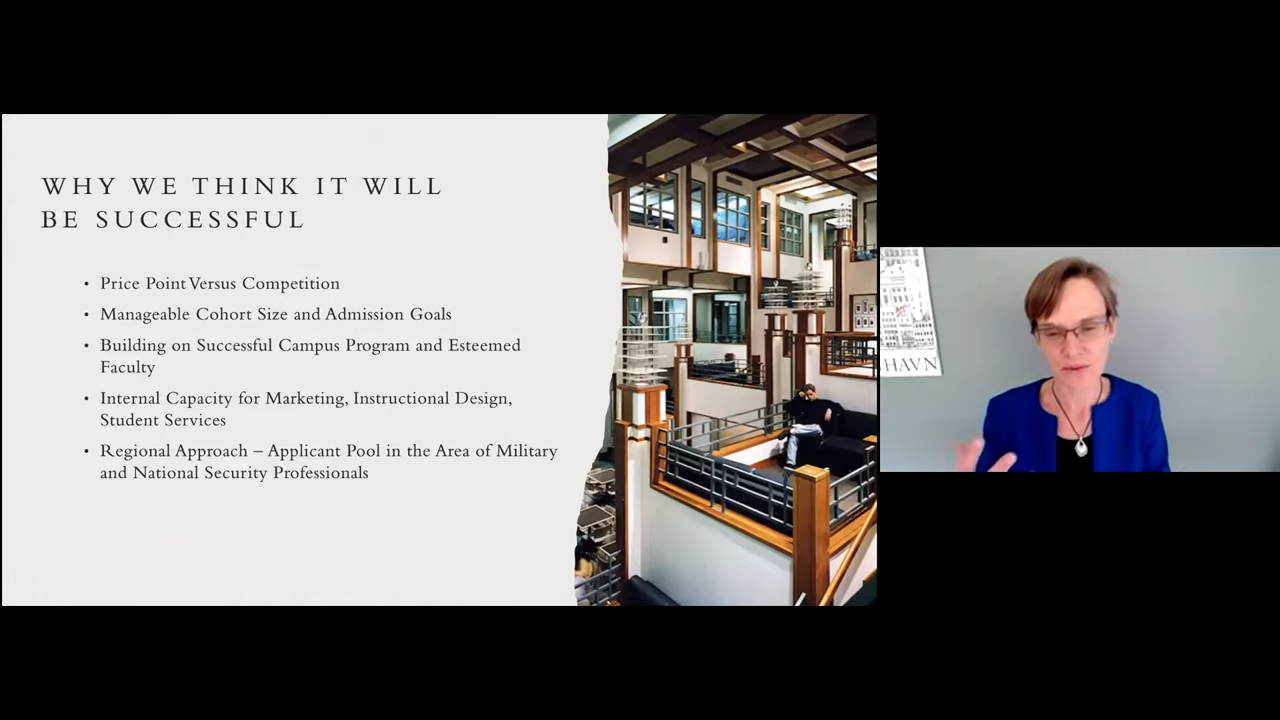 WHY WE THINK IT WILL
BE SUCCESSFUL
• Price Point Versus Competition
• Manageable Cohort Size and Admission Goals
• Building on Successful Campus Program and Esteemed
Faculty
• Internal Capacity for Marketing, Instructional Design,
Student Services
• Regional Approach – Applicant Pool in the Area of Military
and National Security Professionals
HAVN